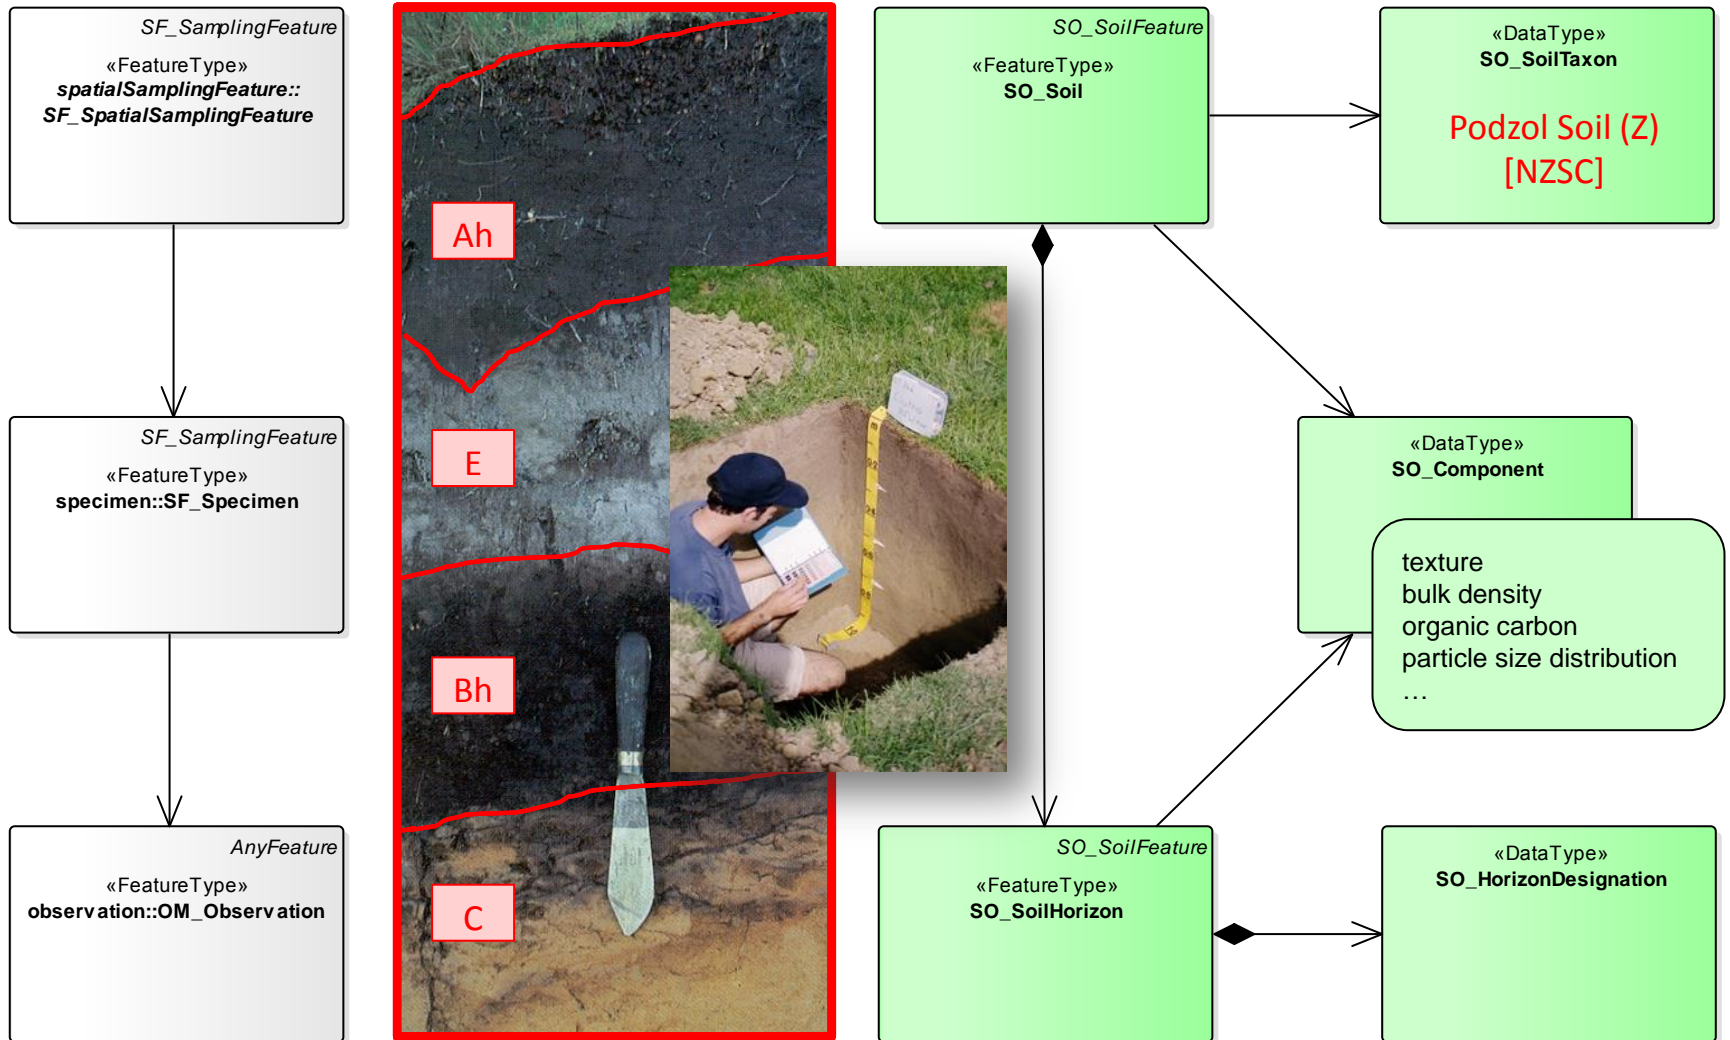 SF_SamplingFeature
«FeatureType»
spatialSamplingFeature::
SF_SpatialSamplingFeature
SF_SamplingFeature
«FeatureType»
specimen::SF_Specimen
AnyFeature
«FeatureType»
observation::OM_Observation
Ah
E
Bh
C
SO_SoilFeature
«FeatureType»
SO_Soil
«DataType»
SO_SoilTaxon
Podzol Soil (Z)
[NZSC]
«DataType»
SO_Component
texture
bulk density
organic carbon
particle size distribution
…
SO_SoilFeature
«FeatureType»
SO_SoilHorizon
«DataType»
SO_HorizonDesignation